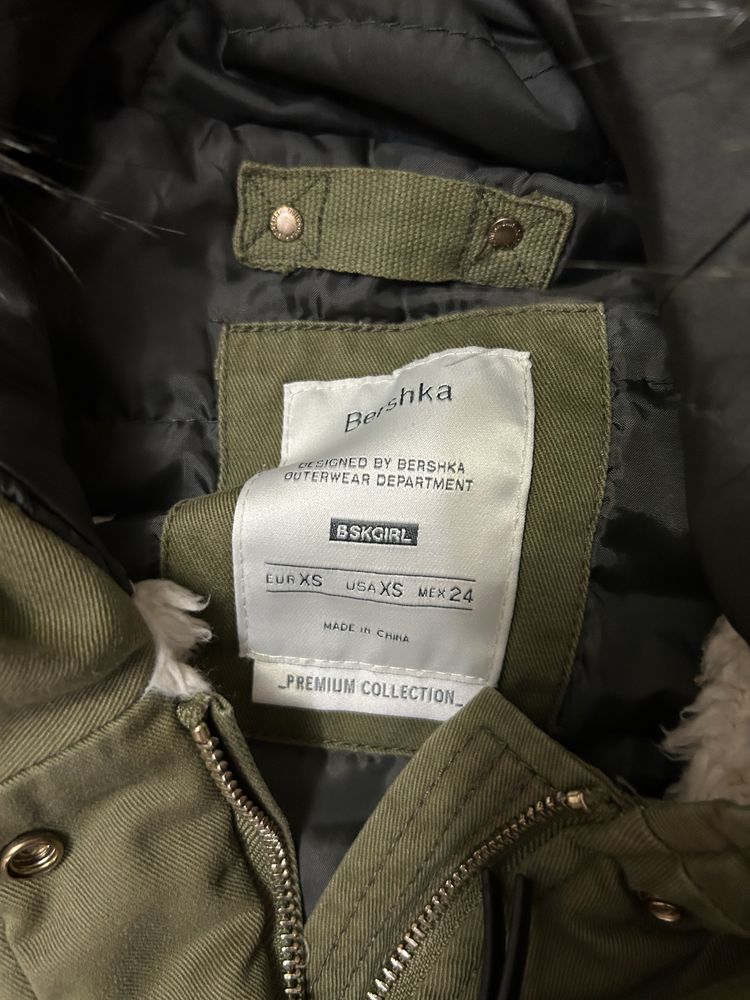 Bershka
DESIGNED BY BERSHKA
OUTERWEAR DEPARTMENT
BSKGIRL
EUR XS USA XS MEX 24
MADE IN CHINA
_PREMIUM COLLECTION_